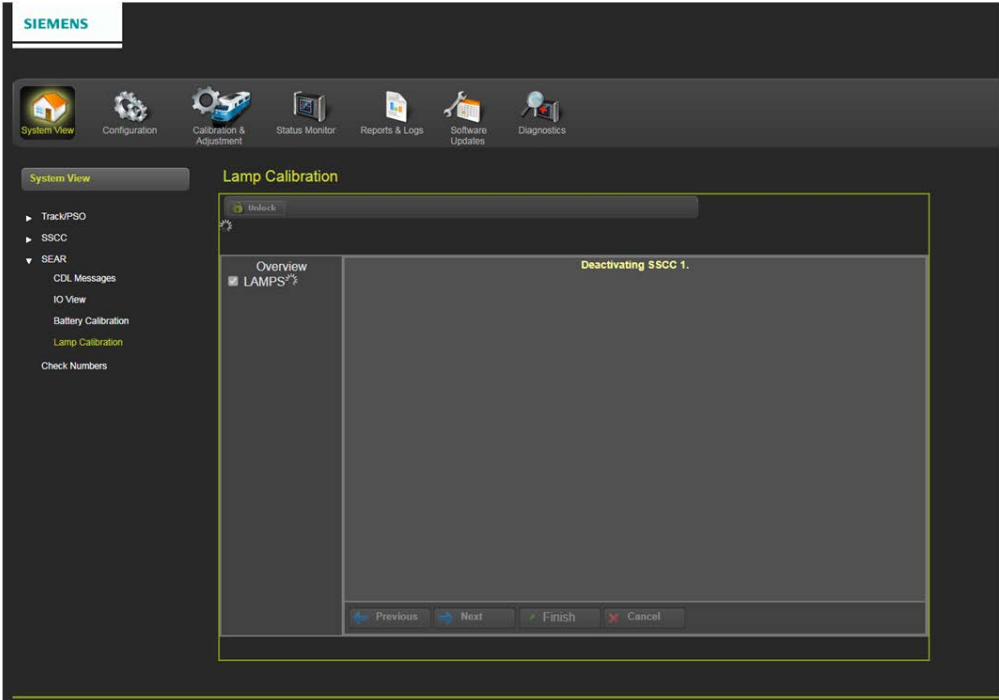 SIEMENS
System View
Configuration
Calibration &
Adjustment
Status Monitor
Reports & Logs
Software
Updates
Diagnostics
System View
Track/PSO
SSCC
SEAR
CDL Messages
IO View
Battery Calibration
Lamp Calibration
Check Numbers
Lamp Calibration
Unlock
Overview
LAMPS
Deactivating SSCC 1.
Previous
Next
Finish
Cancel